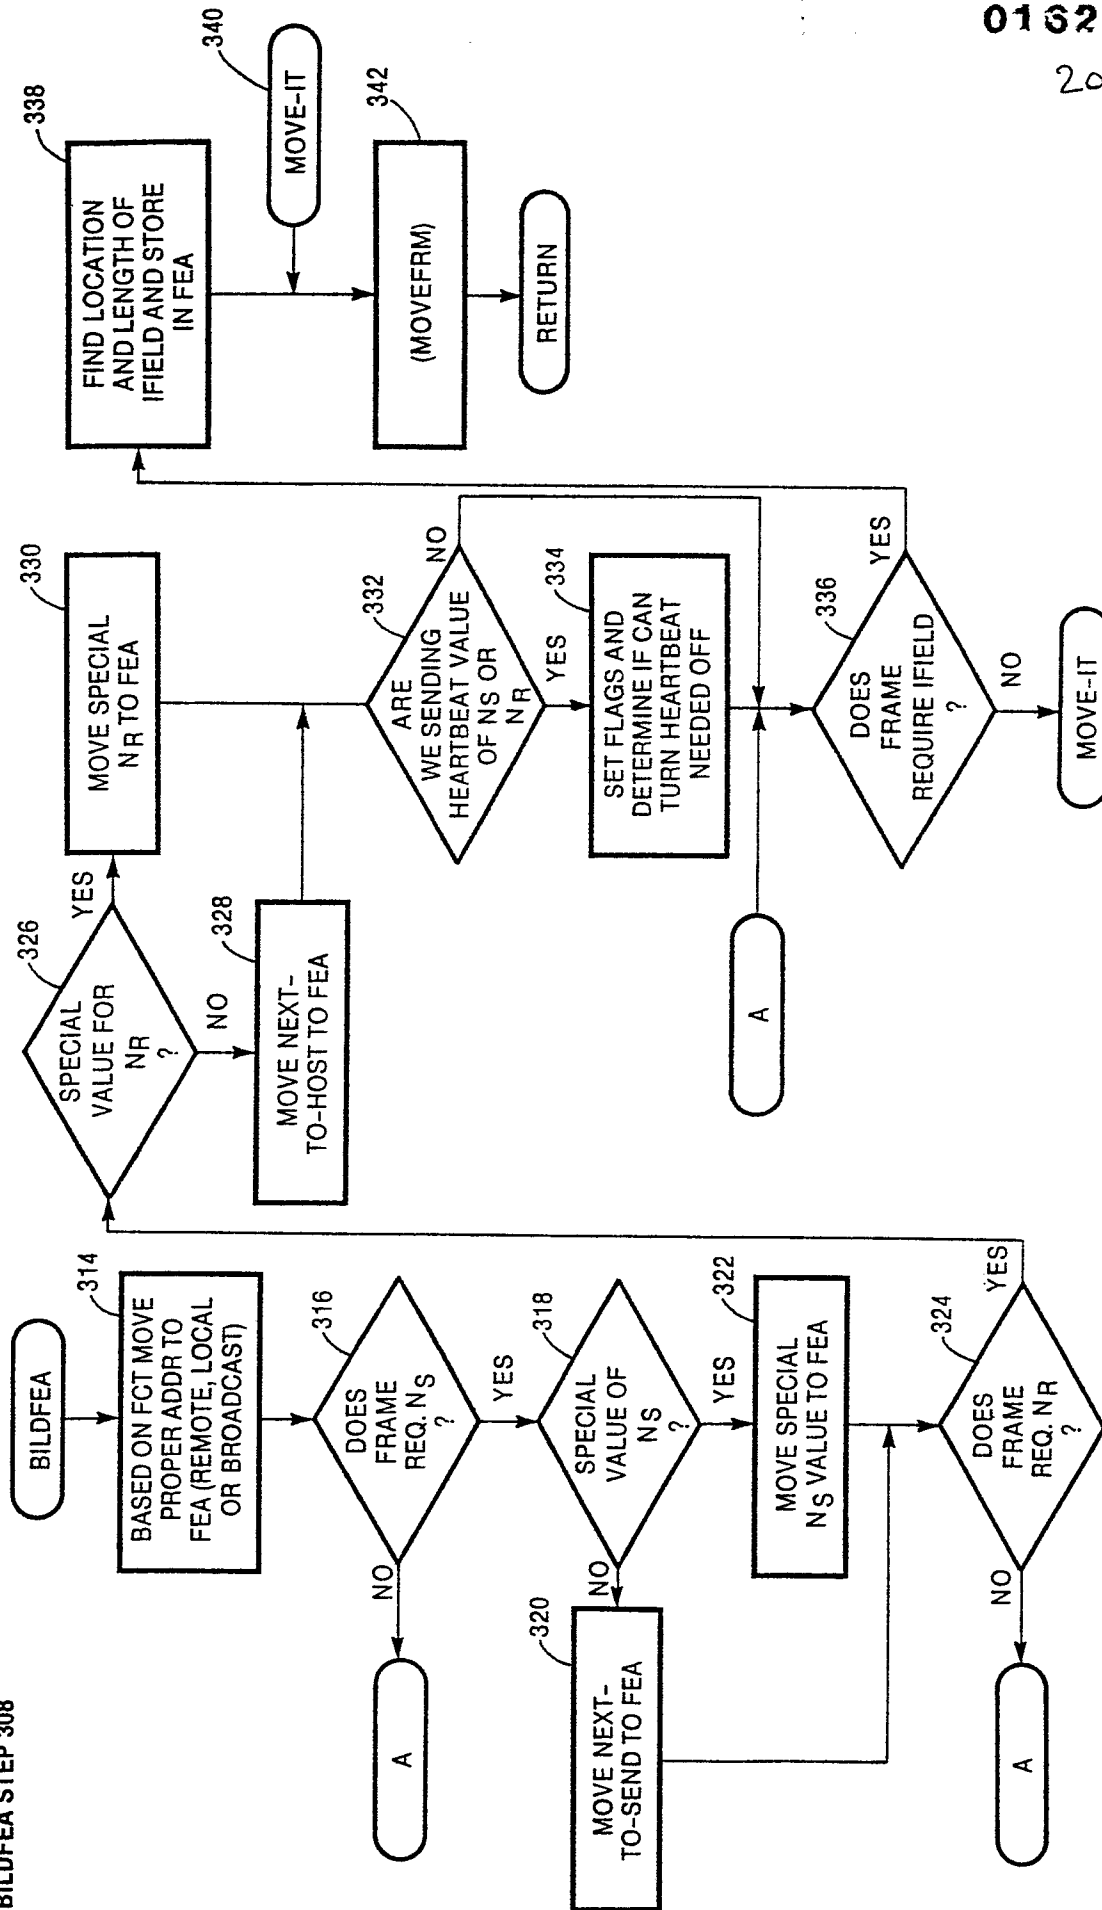 0162
20
BILDFEA STEP 308
BILDFEA
314
BASED ON FCT MOVE
PROPER ADDR TO
FEA (REMOTE, LOCAL
OR BROADCAST)
316
DOES
FRAME
REQ. NS
?
NO
A
YES
318
SPECIAL
VALUE OF
NS
?
NO
320
MOVE NEXT-
TO-SEND TO FEA
YES
322
MOVE SPECIAL
NS VALUE TO FEA
324
DOES
FRAME
REQ. NR
?
NO
A
YES
326
SPECIAL
VALUE FOR
NR
?
NO
328
MOVE NEXT-
TO-HOST TO FEA
YES
330
MOVE SPECIAL
NR TO FEA
332
ARE
WE SENDING
HEARTBEAT VALUE
OF NS OR
NR
NO
YES
334
SET FLAGS AND
DETERMINE IF CAN
TURN HEARTBEAT
NEEDED OFF
A
336
DOES
FRAME
REQUIRE IFIELD
?
NO
MOVE-IT
YES
338
FIND LOCATION
AND LENGTH OF
IFIELD AND STORE
IN FEA
340
MOVE-IT
342
(MOVEFRM)
RETURN